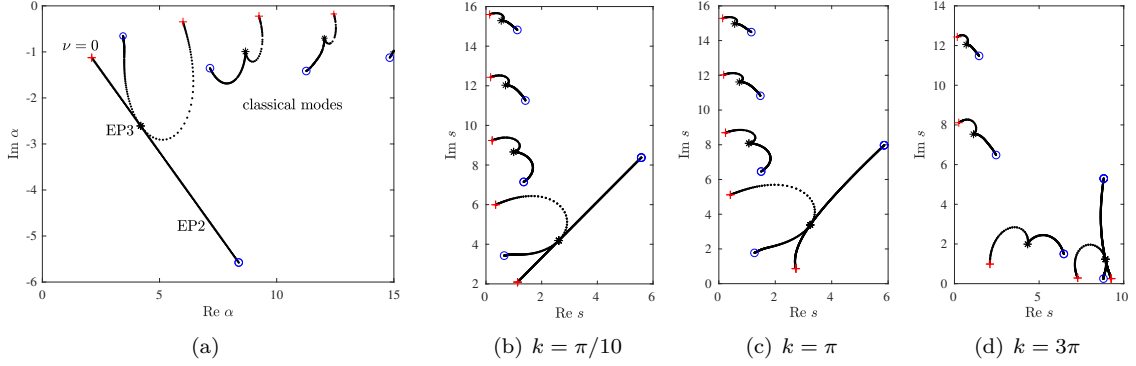 0
-1
-2
-3
-4
-5
-6
Im α
ν = 0
EP3
EP2
classical modes
0 5 10 15
Re α
(a)
16
14
12
10
8
6
4
2
Im s
0 2 4 6
Re s
(b) k = π/10
16
14
12
10
8
6
4
2
0
Im s
0 2 4 6
Re s
(c) k = π
14
12
10
8
6
4
2
0
Im s
0 5 10
Re s
(d) k = 3π